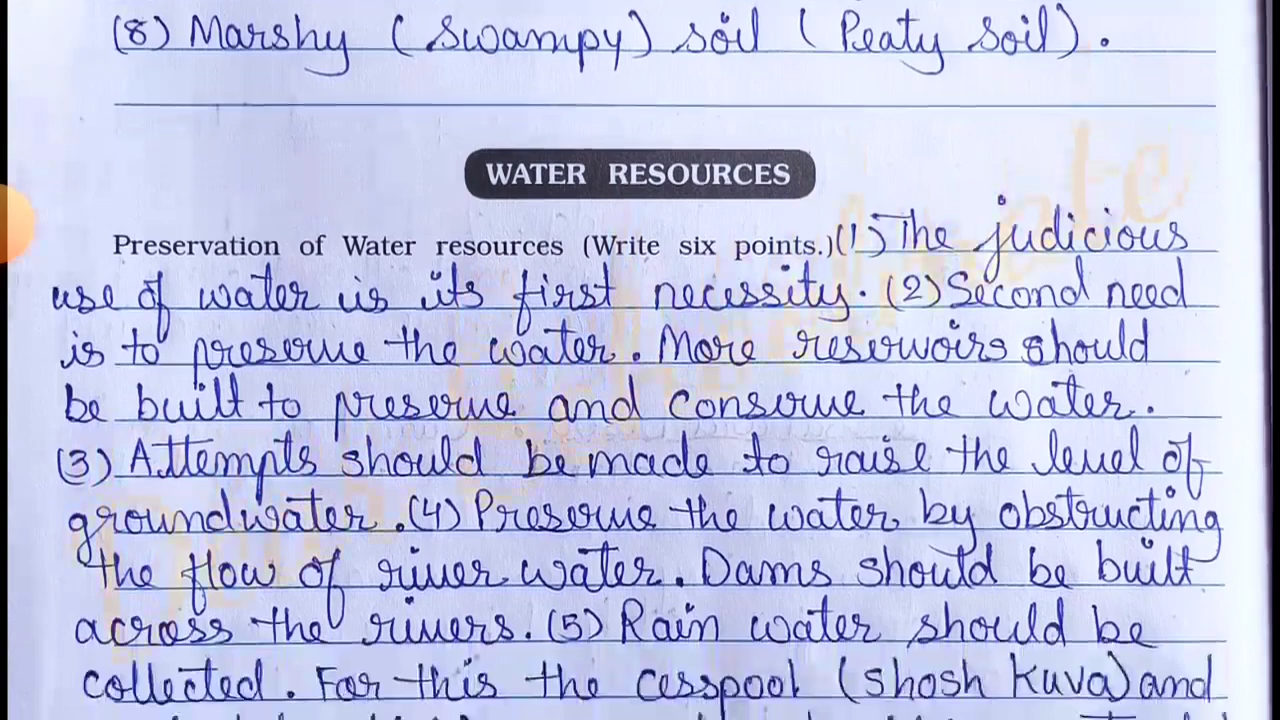 (8) Marshy (Swampy) soil (Peaty Soil).
WATER RESOURCES
Preservation of Water resources (Write six points.)(1) The judicious
use of water is its first necessity. (2) Second need
is to preserve the water. More reservoirs should
be built to preserve and conserve the water.
(3) Attempts should be made to raise the level of
groundwater. (4) Preserve the water, by obstructing
the flow of river water. Dams should be built
across the rivers. (5) Rain water should be
collected. For this the cesspool (shosh kuva) and